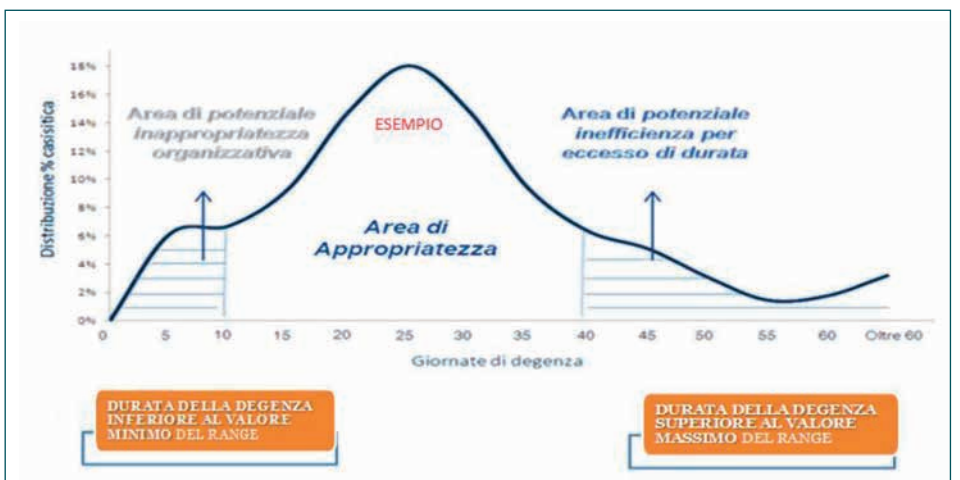 18%
16%
14%
12%
10%
8%
6%
4%
2%
0%
Distribuzione % casisitica
Area di potenziale
inappropriatezza
organizzativa
ESEMPIO
Area di potenziale
inefficienza per
eccesso di durata
Area di
Appropriatezza
0 5 10 15 20 25 30 35 40 45 50 55 60 Oltre 60
Giornate di degenza
DURATA DELLA DEGENZA
INFERIORE AL VALORE
MINIMO DEL RANGE
DURATA DELLA DEGENZA
SUPERIORE AL VALORE
MASSIMO DEL RANGE